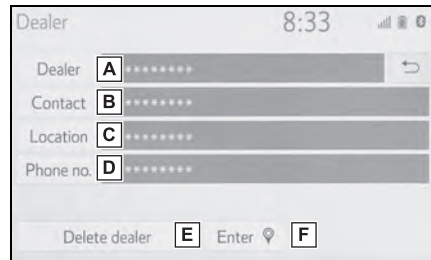 Dealer 8:33
Dealer A ********
Contact B ********
Location C ********
Phone no. D ********
Delete dealer E Enter F